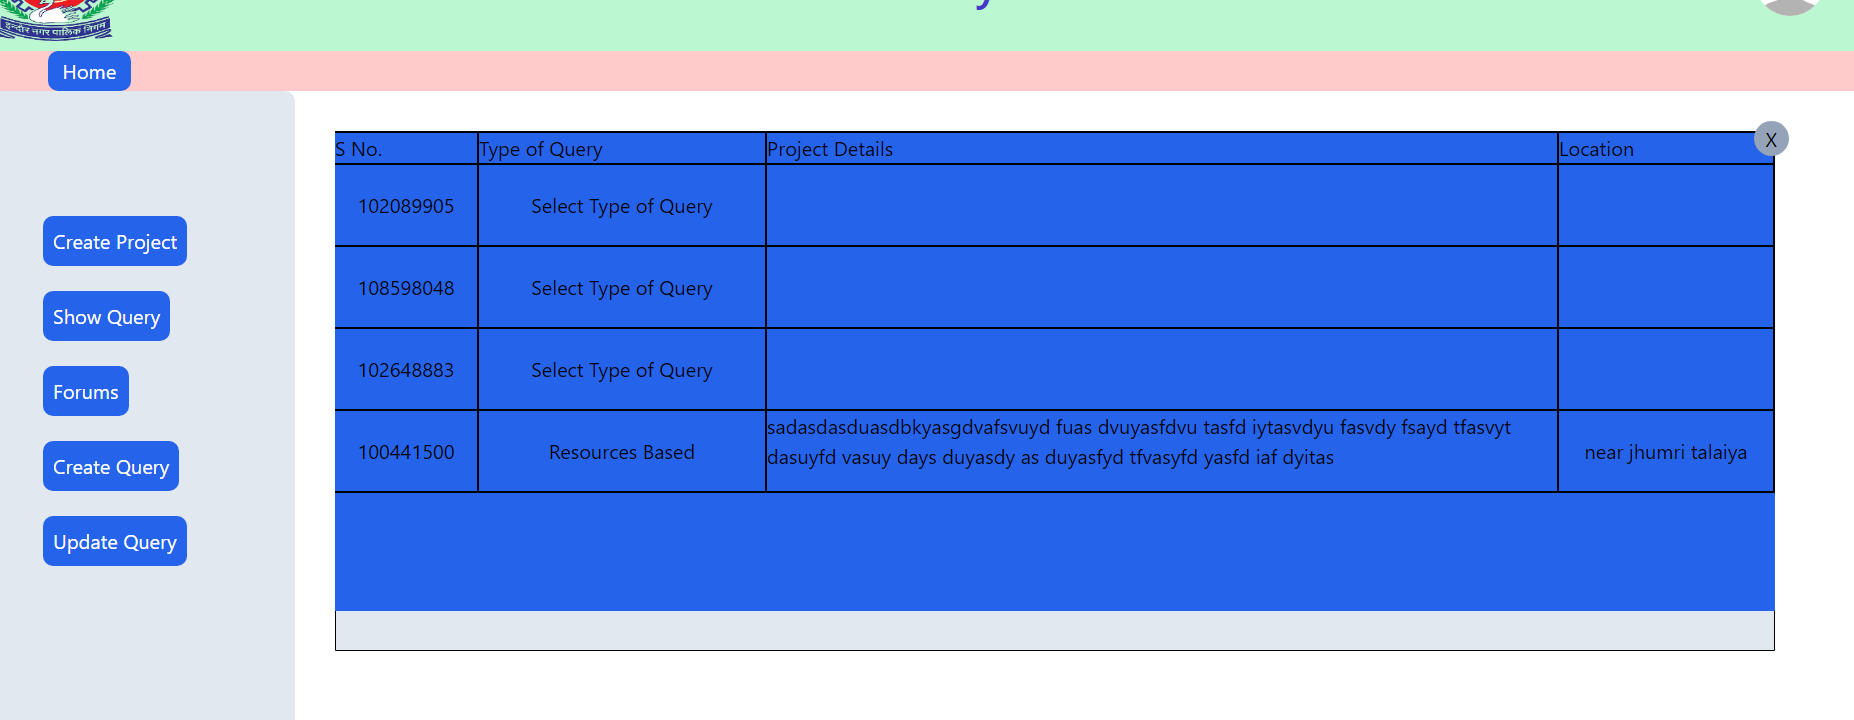 इन्दौर नगर पालिक निगम
Home
Create Project
Show Query
Forums
Create Query
Update Query
X
S No. Type of Query Project Details Location
102089905 Select Type of Query
108598048 Select Type of Query
102648883 Select Type of Query
100441500 Resources Based
sadasdasduasdbkyasgdvafsvuyd fuas dvuyasfdvu tasfd iytasvdyu fasvdy fsayd tfasvyt
dasuyfd vasuy days duyasdy as duyasfyd tfvasyfd yasfd iaf dyitas
near jhumri talaiya